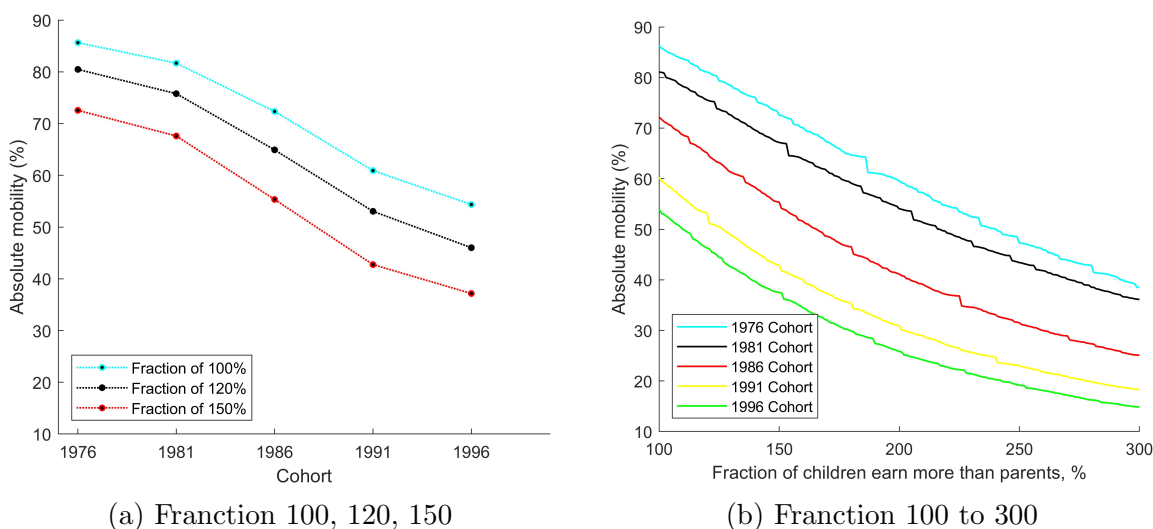 90
80
70
60
50
40
30
20
10
Absolute mobility (%)
Fraction of 100%
Fraction of 120%
Fraction of 150%
1976 1981 1986 1991 1996
Cohort
(a) Franction 100, 120, 150
90
80
70
60
50
40
30
20
10
Absolute mobility (%)
1976 Cohort
1981 Cohort
1986 Cohort
1991 Cohort
1996 Cohort
100 150 200 250 300
Fraction of children earn more than parents, %
(b) Franction 100 to 300